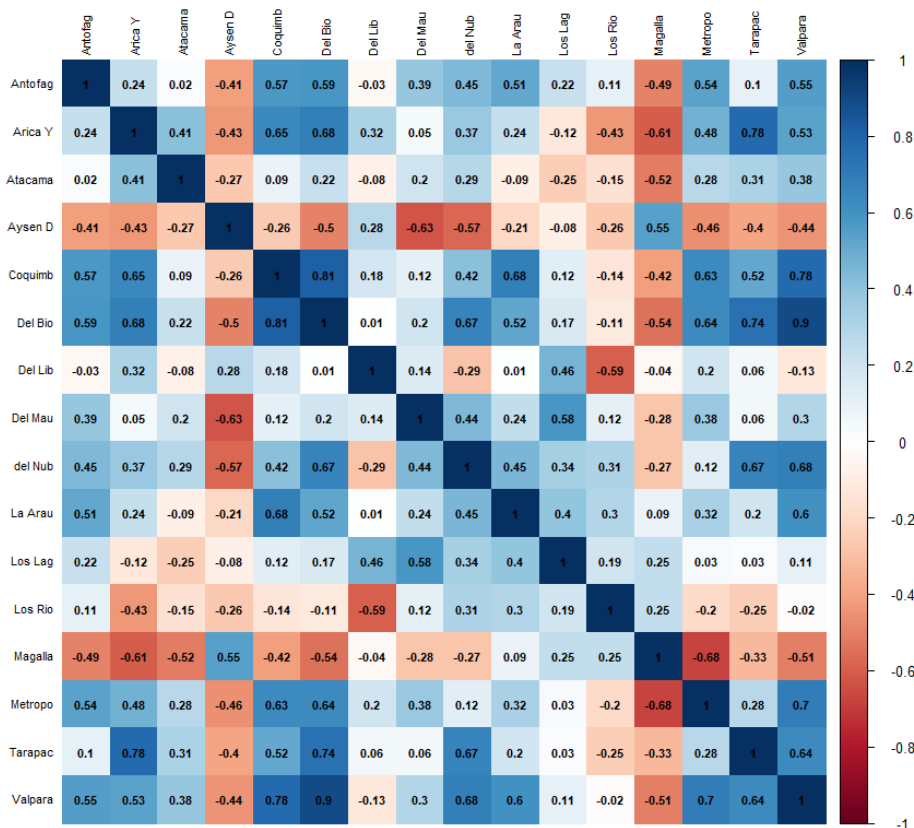 Antofag Arica Y Atacama Aysen D Coquimb Del Bio Del Lib Del Mau del Nub La Arau Los Lag Los Rio Magalla Metropo Tarapac Valpara
Antofag 1 0.24 0.02 -0.41 0.57 0.59 -0.03 0.39 0.45 0.51 0.22 0.11 -0.49 0.54 0.1 0.55
Arica Y 0.24 1 0.41 -0.43 0.65 0.68 0.32 0.05 0.37 0.24 -0.12 -0.43 -0.61 0.48 0.78 0.53
Atacama 0.02 0.41 1 -0.27 0.09 0.22 -0.08 0.2 0.29 -0.09 -0.25 -0.15 -0.52 0.28 0.31 0.38
Aysen D -0.41 -0.43 -0.27 1 -0.26 -0.5 0.28 -0.63 -0.57 -0.21 -0.08 -0.26 0.55 -0.46 -0.4 -0.44
Coquimb 0.57 0.65 0.09 -0.26 1 0.81 0.18 0.12 0.42 0.68 0.12 -0.14 -0.42 0.63 0.52 0.78
Del Bio 0.59 0.68 0.22 -0.5 0.81 1 0.01 0.2 0.67 0.52 0.17 -0.11 -0.54 0.64 0.74 0.9
Del Lib -0.03 0.32 -0.08 0.28 0.18 0.01 1 0.14 -0.29 0.01 0.46 -0.59 -0.04 0.2 0.06 -0.13
Del Mau 0.39 0.05 0.2 -0.63 0.12 0.2 0.14 1 0.44 0.24 0.58 0.12 -0.28 0.38 0.06 0.3
del Nub 0.45 0.37 0.29 -0.57 0.42 0.67 -0.29 0.44 1 0.45 0.34 0.31 -0.27 0.12 0.67 0.68
La Arau 0.51 0.24 -0.09 -0.21 0.68 0.52 0.01 0.24 0.45 1 0.4 0.3 0.09 0.32 0.2 0.6
Los Lag 0.22 -0.12 -0.25 -0.08 0.12 0.17 0.46 0.58 0.34 0.4 1 0.19 0.25 0.03 0.03 0.11
Los Rio 0.11 -0.43 -0.15 -0.26 -0.14 -0.11 -0.59 0.12 0.31 0.3 0.19 1 0.25 -0.2 -0.25 -0.02
Magalla -0.49 -0.61 -0.52 0.55 -0.42 -0.54 -0.04 -0.28 -0.27 0.09 0.25 0.25 1 -0.68 -0.33 -0.51
Metropo 0.54 0.48 0.28 -0.46 0.63 0.64 0.2 0.38 0.12 0.32 0.03 -0.2 -0.68 1 0.28 0.7
Tarapac 0.1 0.78 0.31 -0.4 0.52 0.74 0.06 0.06 0.67 0.2 0.03 -0.25 -0.33 0.28 1 0.64
Valpara 0.55 0.53 0.38 -0.44 0.78 0.9 -0.13 0.3 0.68 0.6 0.11 -0.02 -0.51 0.7 0.64 1
1
0.8
0.6
0.4
0.2
0
-0.2
-0.4
-0.6
-0.8
-1